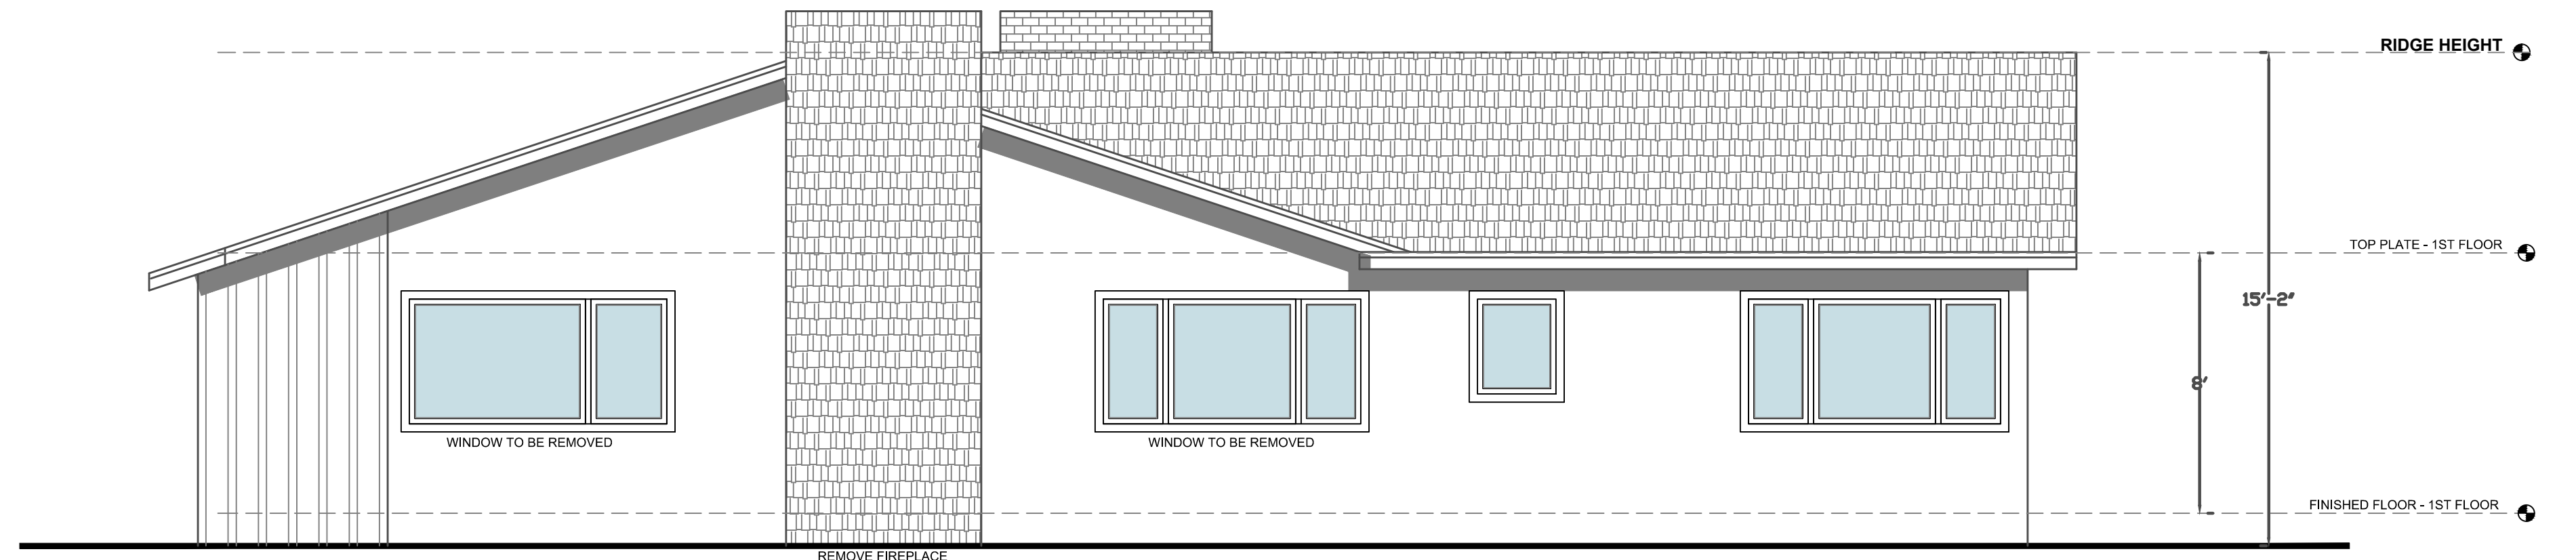 RIDGE HEIGHT
TOP PLATE - 1ST FLOOR
15'-2"
8'
WINDOW TO BE REMOVED
WINDOW TO BE REMOVED
FINISHED FLOOR - 1ST FLOOR
REMOVE FIREPLACE